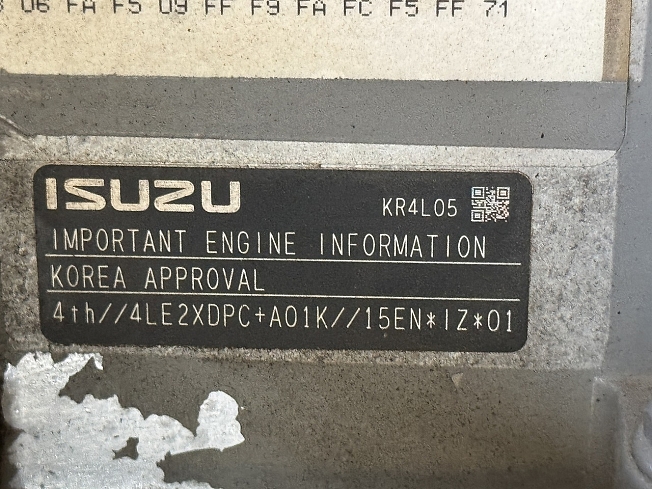 06 FA F5 09 FF F9 FA FC F5 FF 71
ISUZU
KR4L05
IMPORTANT ENGINE INFORMATION
KOREA APPROVAL
4th//4LE2XDPC+A01K//15EN*IZ*01